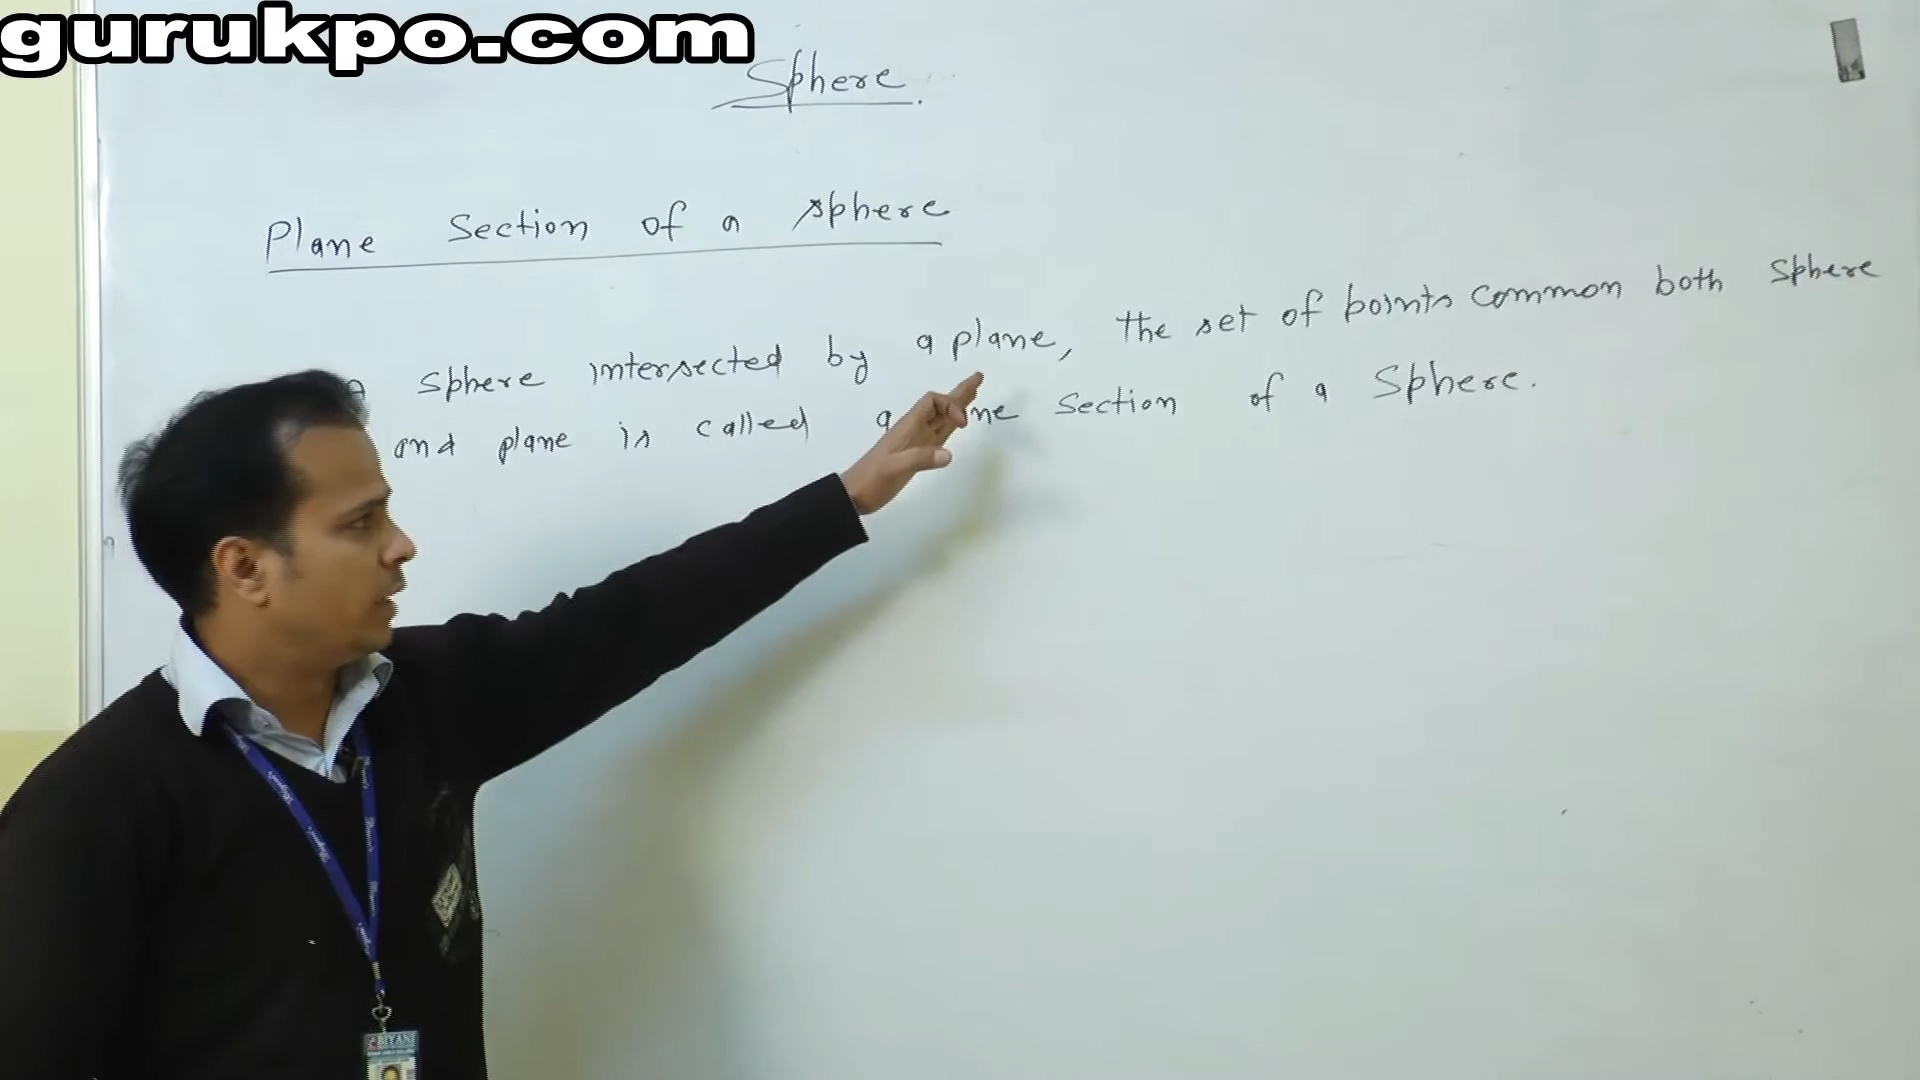 gurukpo.com
Sphere.
Plane Section of a sphere
A sphere intersected by a plane, the set of points common both sphere
and plane is called a section of a sphere.
BIYANI